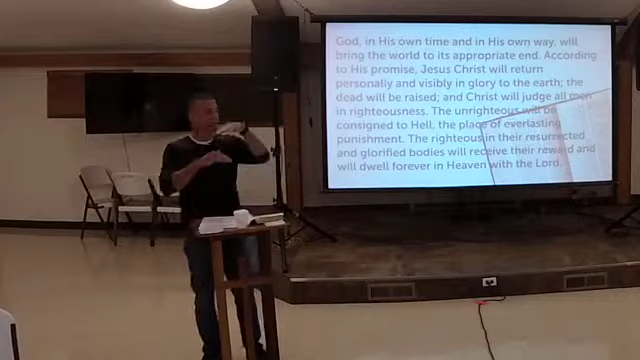 God, in His own time and in His own way, will
bring the world to its appropriate end. According
to His promise, Jesus Christ will return
personally and visibly in glory to the earth; the
dead will be raised; and Christ will judge all men
in righteousness. The unrighteous will be
consigned to Hell, the place of everlasting
punishment. The righteous in their resurrected
and glorified bodies will receive their reward and
will dwell forever in Heaven with the Lord.